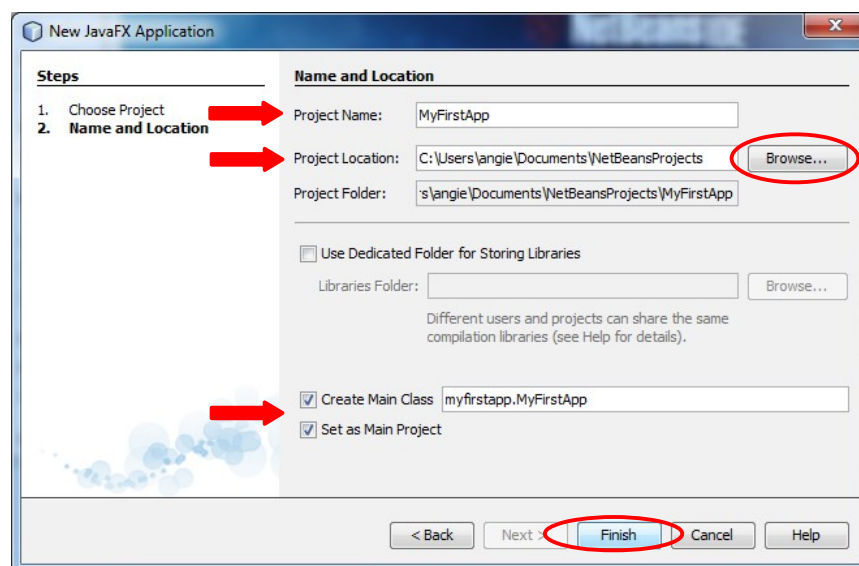 New JavaFX Application
NetBeans IDE
Steps
1. Choose Project
2. Name and Location
Name and Location
Project Name: MyFirstApp
Project Location: C:\Users\angie\Documents\NetBeansProjects Browse...
Project Folder: 's\angie\Documents\NetBeansProjects\MyFirstApp
Use Dedicated Folder for Storing Libraries
Libraries Folder: Browse...
Different users and projects can share the same
compilation libraries (see Help for details).
Create Main Class myfirstapp.MyFirstApp
Set as Main Project
< Back Next > Finish Cancel Help